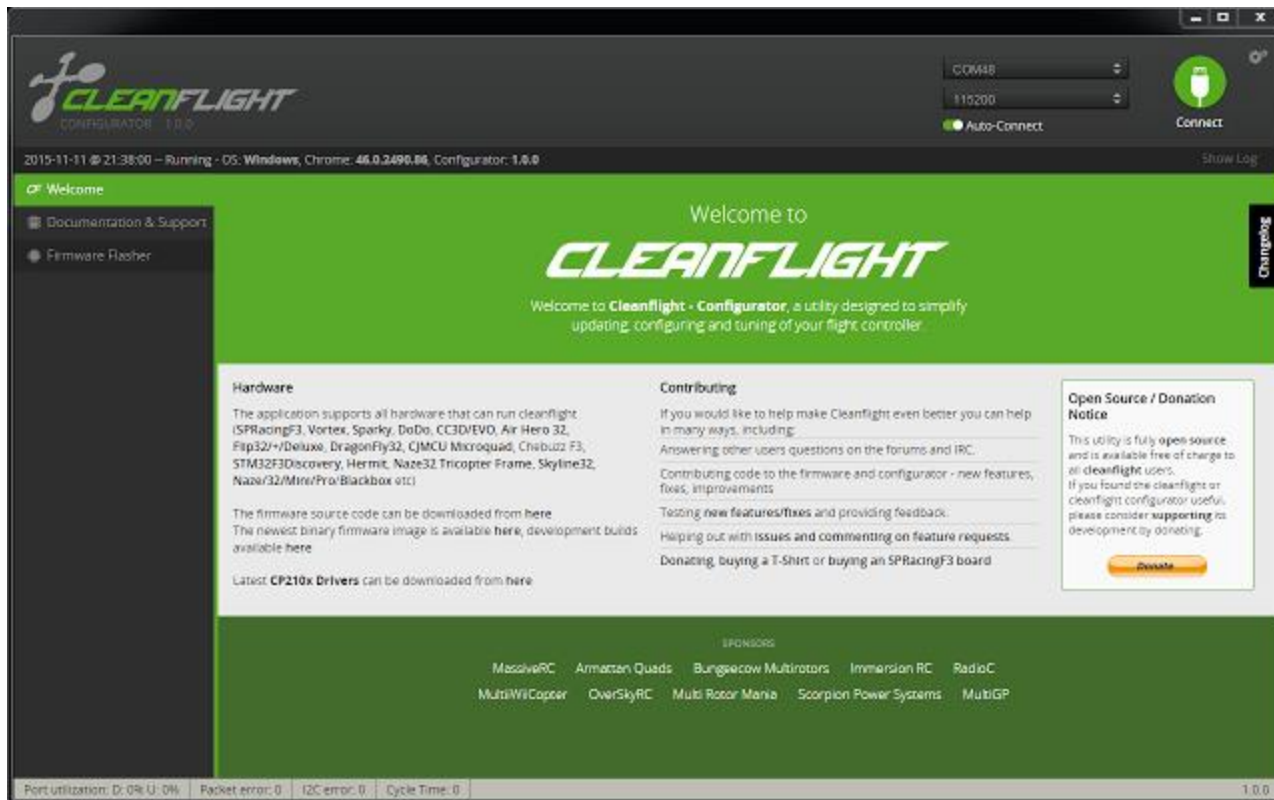 CLEANFLIGHT
CONFIGURATOR 1.0.0
COM48
115200
Auto-Connect
Connect
2015-11-11 @ 21:38:00 -- Running - OS: Windows, Chrome: 46.0.2490.86, Configurator: 1.0.0
Show Log
Welcome
Documentation & Support
Firmware Flasher
Changelog
Welcome to
CLEANFLIGHT
Welcome to Cleanflight - Configurator, a utility designed to simplify
updating, configuring and tuning of your flight controller.
Hardware
The application supports all hardware that can run cleanflight
(SPRacingF3, Vortex, Sparky, DoDo, CC3D/EVO, Air Hero 32,
Flip32/+/Deluxe, DragonFly32, CJMCU Microquad, Chebuzz F3,
STM32F3Discovery, Hermit, Naze32 Tricopter Frame, Skyline32,
Naze/32/Mini/Pro/Blackbox etc)
The firmware source code can be downloaded from here
The newest binary firmware image is available here, development builds
available here
Latest CP210x Drivers can be downloaded from here
Contributing
If you would like to help make Cleanflight even better you can help
in many ways, including:
Answering other users questions on the forums and IRC.
Contributing code to the firmware and configurator - new features,
fixes, improvements
Testing new features/fixes and providing feedback.
Helping out with issues and commenting on feature requests.
Donating, buying a T-Shirt or buying an SPRacingF3 board
Open Source / Donation
Notice
This utility is fully open source
and is available free of charge to
all cleanflight users.
If you found the cleanflight or
cleanflight configurator useful,
please consider supporting its
development by donating.
Donate
SPONSORS
MassiveRC Armattan Quads Bungeecow Multirotors Immersion RC RadioC
MultiWiiCopter OverSkyRC Multi Rotor Mania Scorpion Power Systems MultiGP
Port utilization: D: 0% U: 0% Packet error: 0 I2C error: 0 Cycle Time: 0 1.0.0